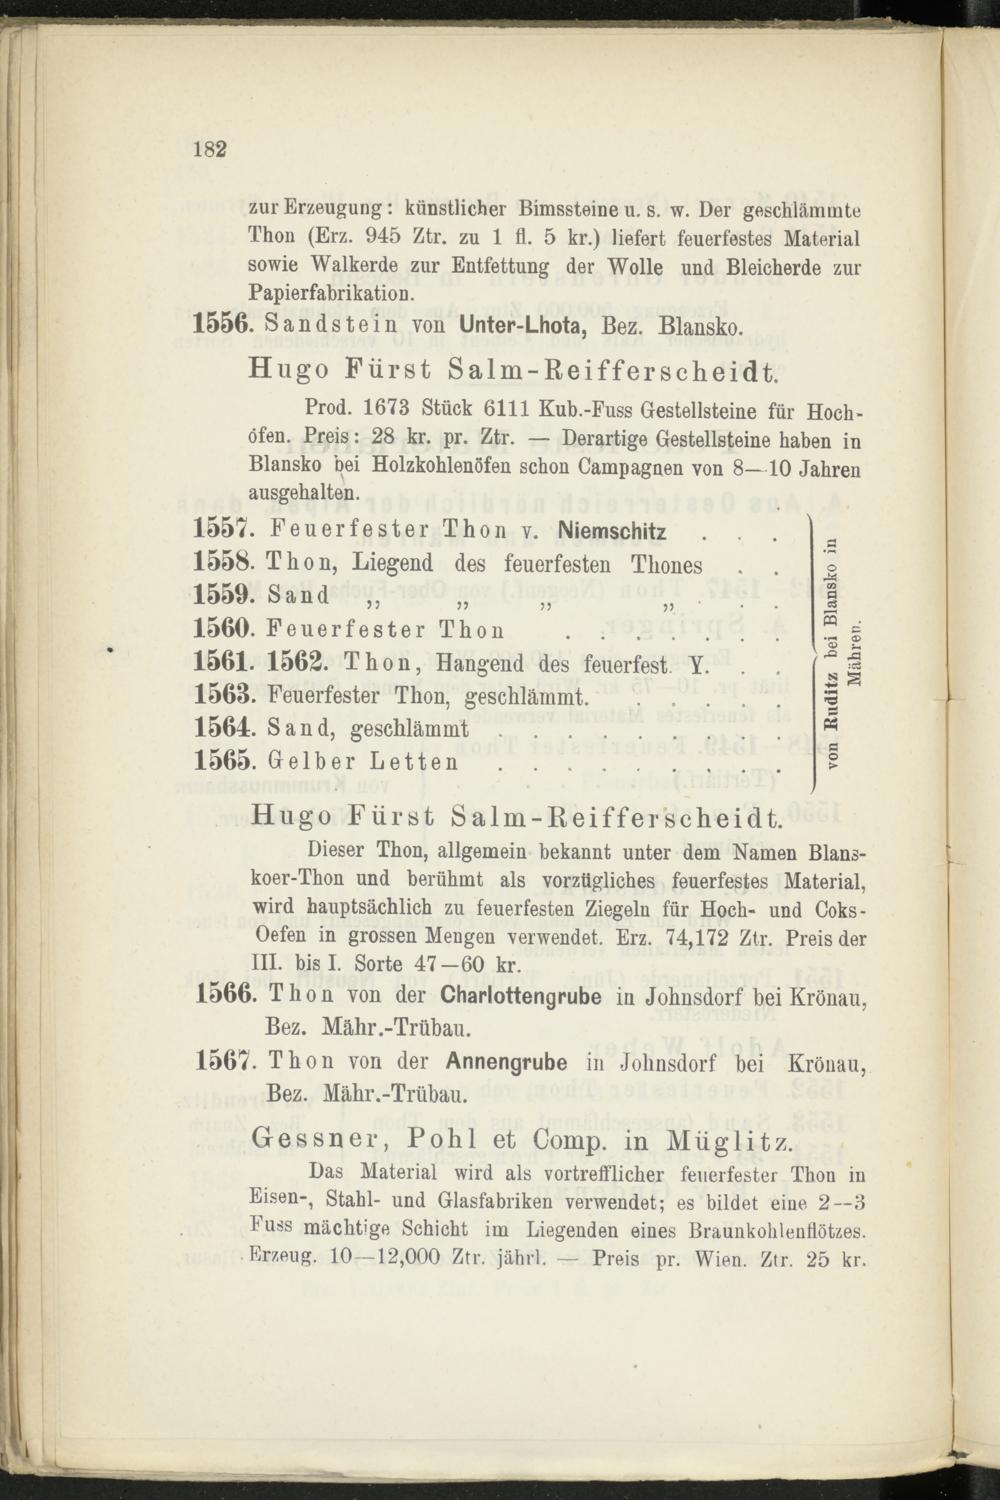 182
zur Erzeugung: künstlicher Bimssteine u. s. w. Der geschlämmte
Thon (Erz. 945 Ztr. zu 1 fl. 5 kr.) liefert feuerfestes Material
sowie Walkerde zur Entfettung der Wolle und Bleicherde zur
Papierfabrikation.
1556. Sandstein von Unter-Lhota, Bez. Blansko.
Hugo Fürst Salm-Reifferscheidt.
Prod. 1673 Stück 6111 Kub.-Fuss Gestellsteine für Hoch-
öfen. Preis: 28 kr. pr. Ztr. — Derartige Gestellsteine haben in
Blansko bei Holzkohlenöfen schon Campagnen von 8—10 Jahren
ausgehalten.
1557. Feuerfester Thon v. Niemschitz . . .
1558. Thon, Liegend des feuerfesten Thones . .
1559. Sand „ „ „ „ . .
1560. Feuerfester Thon . . . . . . .
1561. 1562. Thon, Hangend des feuerfest. Y. . .
1563. Feuerfester Thon, geschlämmt. . . . . .
1564. Sand, geschlämmt . . . . . . . . .
1565. Gelber Letten . . . . . . . . .
von Ruditz bei Blansko in
Mähren.
Hugo Fürst Salm-Reifferscheidt.
Dieser Thon, allgemein bekannt unter dem Namen Blans-
koer-Thon und berühmt als vorzügliches feuerfestes Material,
wird hauptsächlich zu feuerfesten Ziegeln für Hoch- und Coks-
Oefen in grossen Mengen verwendet. Erz. 74,172 Ztr. Preis der
III. bis I. Sorte 47—60 kr.
1566. Thon von der Charlottengrube in Johnsdorf bei Krönau,
Bez. Mähr.-Trübau.
1567. Thon von der Annengrube in Johnsdorf bei Krönau,
Bez. Mähr.-Trübau.
Gessner, Pohl et Comp. in Müglitz.
Das Material wird als vortrefflicher feuerfester Thon in
Eisen-, Stahl- und Glasfabriken verwendet; es bildet eine 2—3
Fuss mächtige Schicht im Liegenden eines Braunkohlenflötzes.
Erzeug. 10—12,000 Ztr. jährl. — Preis pr. Wien. Ztr. 25 kr.